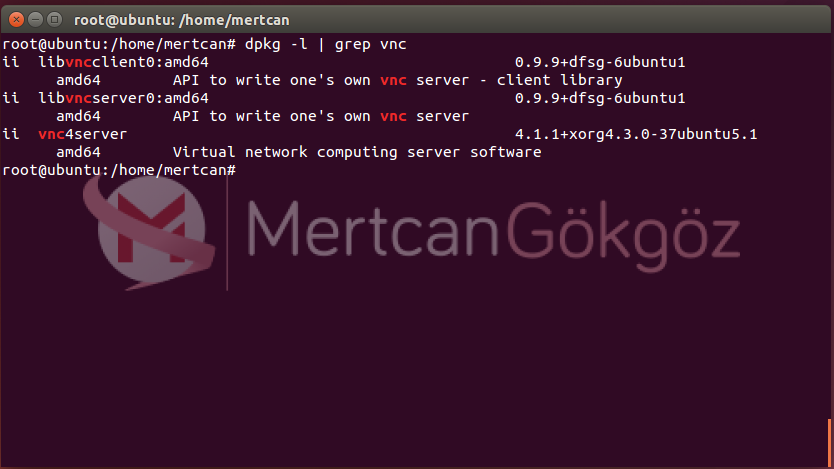 root@ubuntu: /home/mertcan
root@ubuntu:/home/mertcan# dpkg -l | grep vnc
ii  libvncclient0:amd64                                  0.9.9+dfsg-6ubuntu1
      amd64        API to write one's own vnc server - client library
ii  libvncserver0:amd64                                  0.9.9+dfsg-6ubuntu1
      amd64        API to write one's own vnc server
ii  vnc4server                                           4.1.1+xorg4.3.0-37ubuntu5.1
      amd64        Virtual network computing server software
root@ubuntu:/home/mertcan#
M MertcanGökgöz